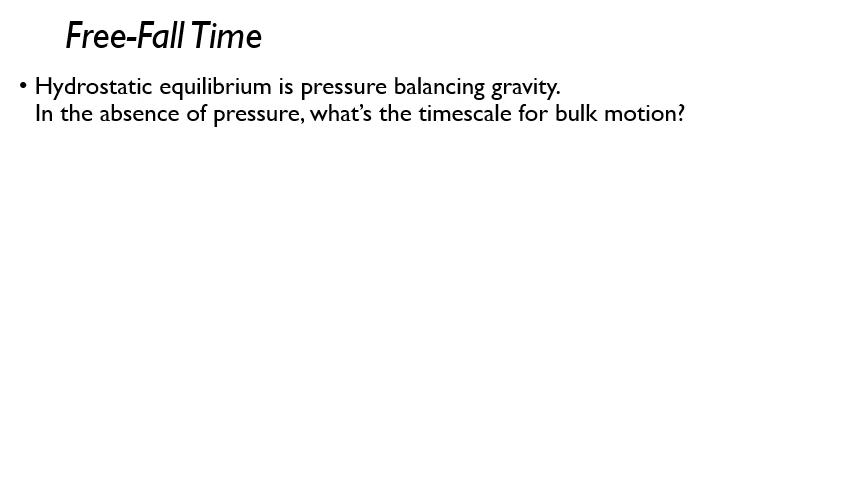 Free-Fall Time
• Hydrostatic equilibrium is pressure balancing gravity.
In the absence of pressure, what’s the timescale for bulk motion?